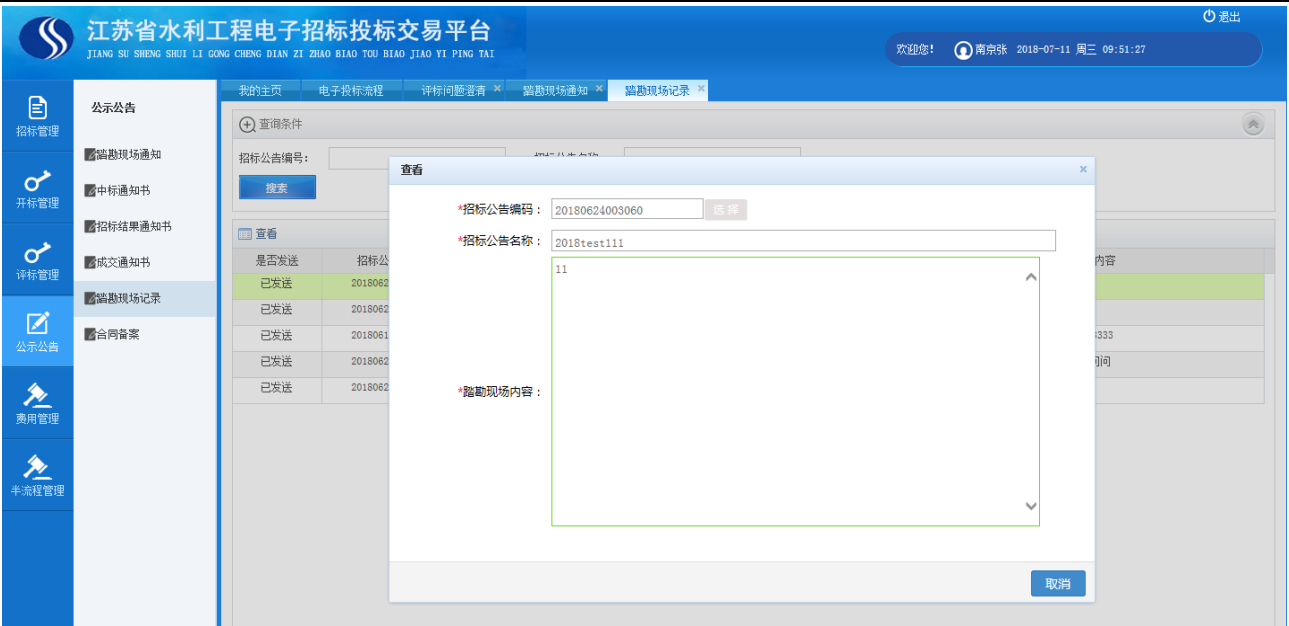 江苏省水利工程电子招标投标交易平台
JIANG SU SHENG SHUI LI GONG CHENG DIAN ZI ZHAO BIAO TOU BIAO JIAO YI PING TAI
退出
欢迎您! 南京张 2018-07-11 周三 09:51:27
招标管理
开标管理
评标管理
公示公告
费用管理
半流程管理
公示公告
踏勘现场通知
中标通知书
招标结果通知书
成交通知书
踏勘现场记录
合同备案
我的主页 电子投标流程 评标问题澄清 × 踏勘现场通知 × 踏勘现场记录 ×
查询条件
招标公告编号:
搜索
查看
是否发送 招标公 内容
已发送 2018062
已发送 2018062
已发送 2018061 333
已发送 2018062
已发送 2018062
查看 ×
*招标公告编码: 20180624003060 选择
*招标公告名称: 2018test111
*踏勘现场内容: 11
取消